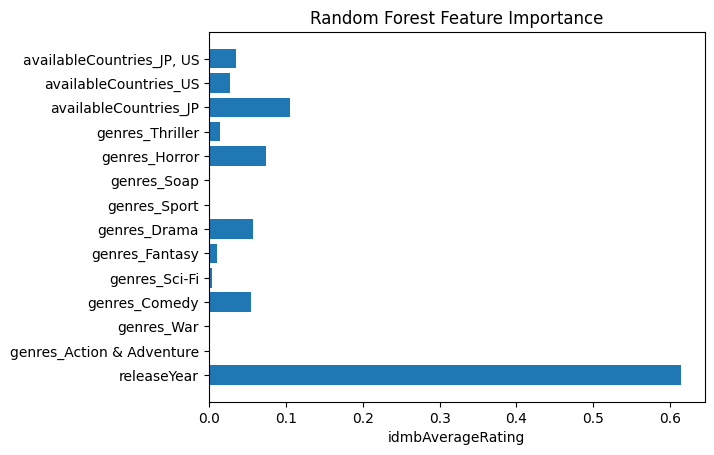 Random Forest Feature Importance
availableCountries_JP, US
availableCountries_US
availableCountries_JP
genres_Thriller
genres_Horror
genres_Soap
genres_Sport
genres_Drama
genres_Fantasy
genres_Sci-Fi
genres_Comedy
genres_War
genres_Action & Adventure
releaseYear
0.0 0.1 0.2 0.3 0.4 0.5 0.6
idmbAverageRating